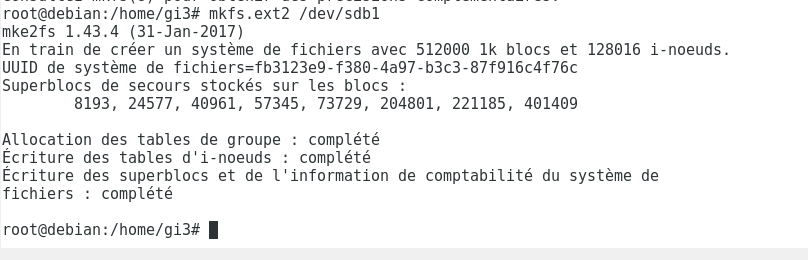 root@debian:/home/gi3# mkfs.ext2 /dev/sdb1
mke2fs 1.43.4 (31-Jan-2017)
En train de créer un système de fichiers avec 512000 1k blocs et 128016 i-noeuds.
UUID de système de fichiers=fb3123e9-f380-4a97-b3c3-87f916c4f76c
Superblocs de secours stockés sur les blocs :
8193, 24577, 40961, 57345, 73729, 204801, 221185, 401409
Allocation des tables de groupe : complété
Écriture des tables d'i-noeuds : complété
Écriture des superblocs et de l'information de comptabilité du système de
fichiers : complété
root@debian:/home/gi3#